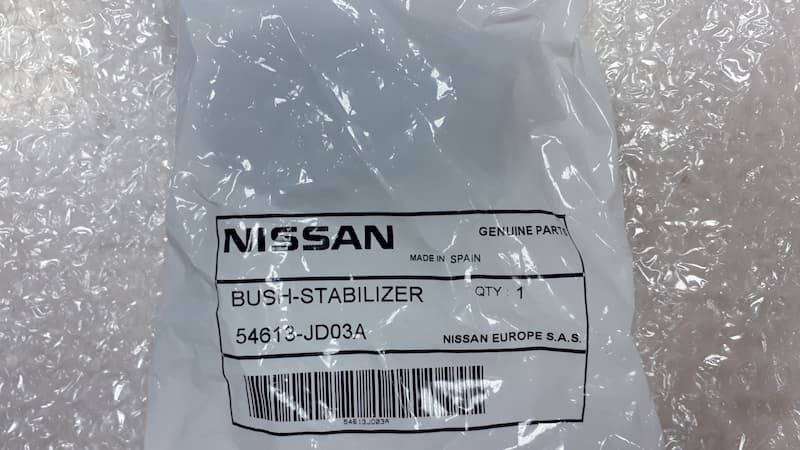 NISSAN GENUINE PARTS
MADE IN SPAIN
BUSH-STABILIZER QTY : 1
54613-JD03A NISSAN EUROPE S.A.S.
54613JD03A